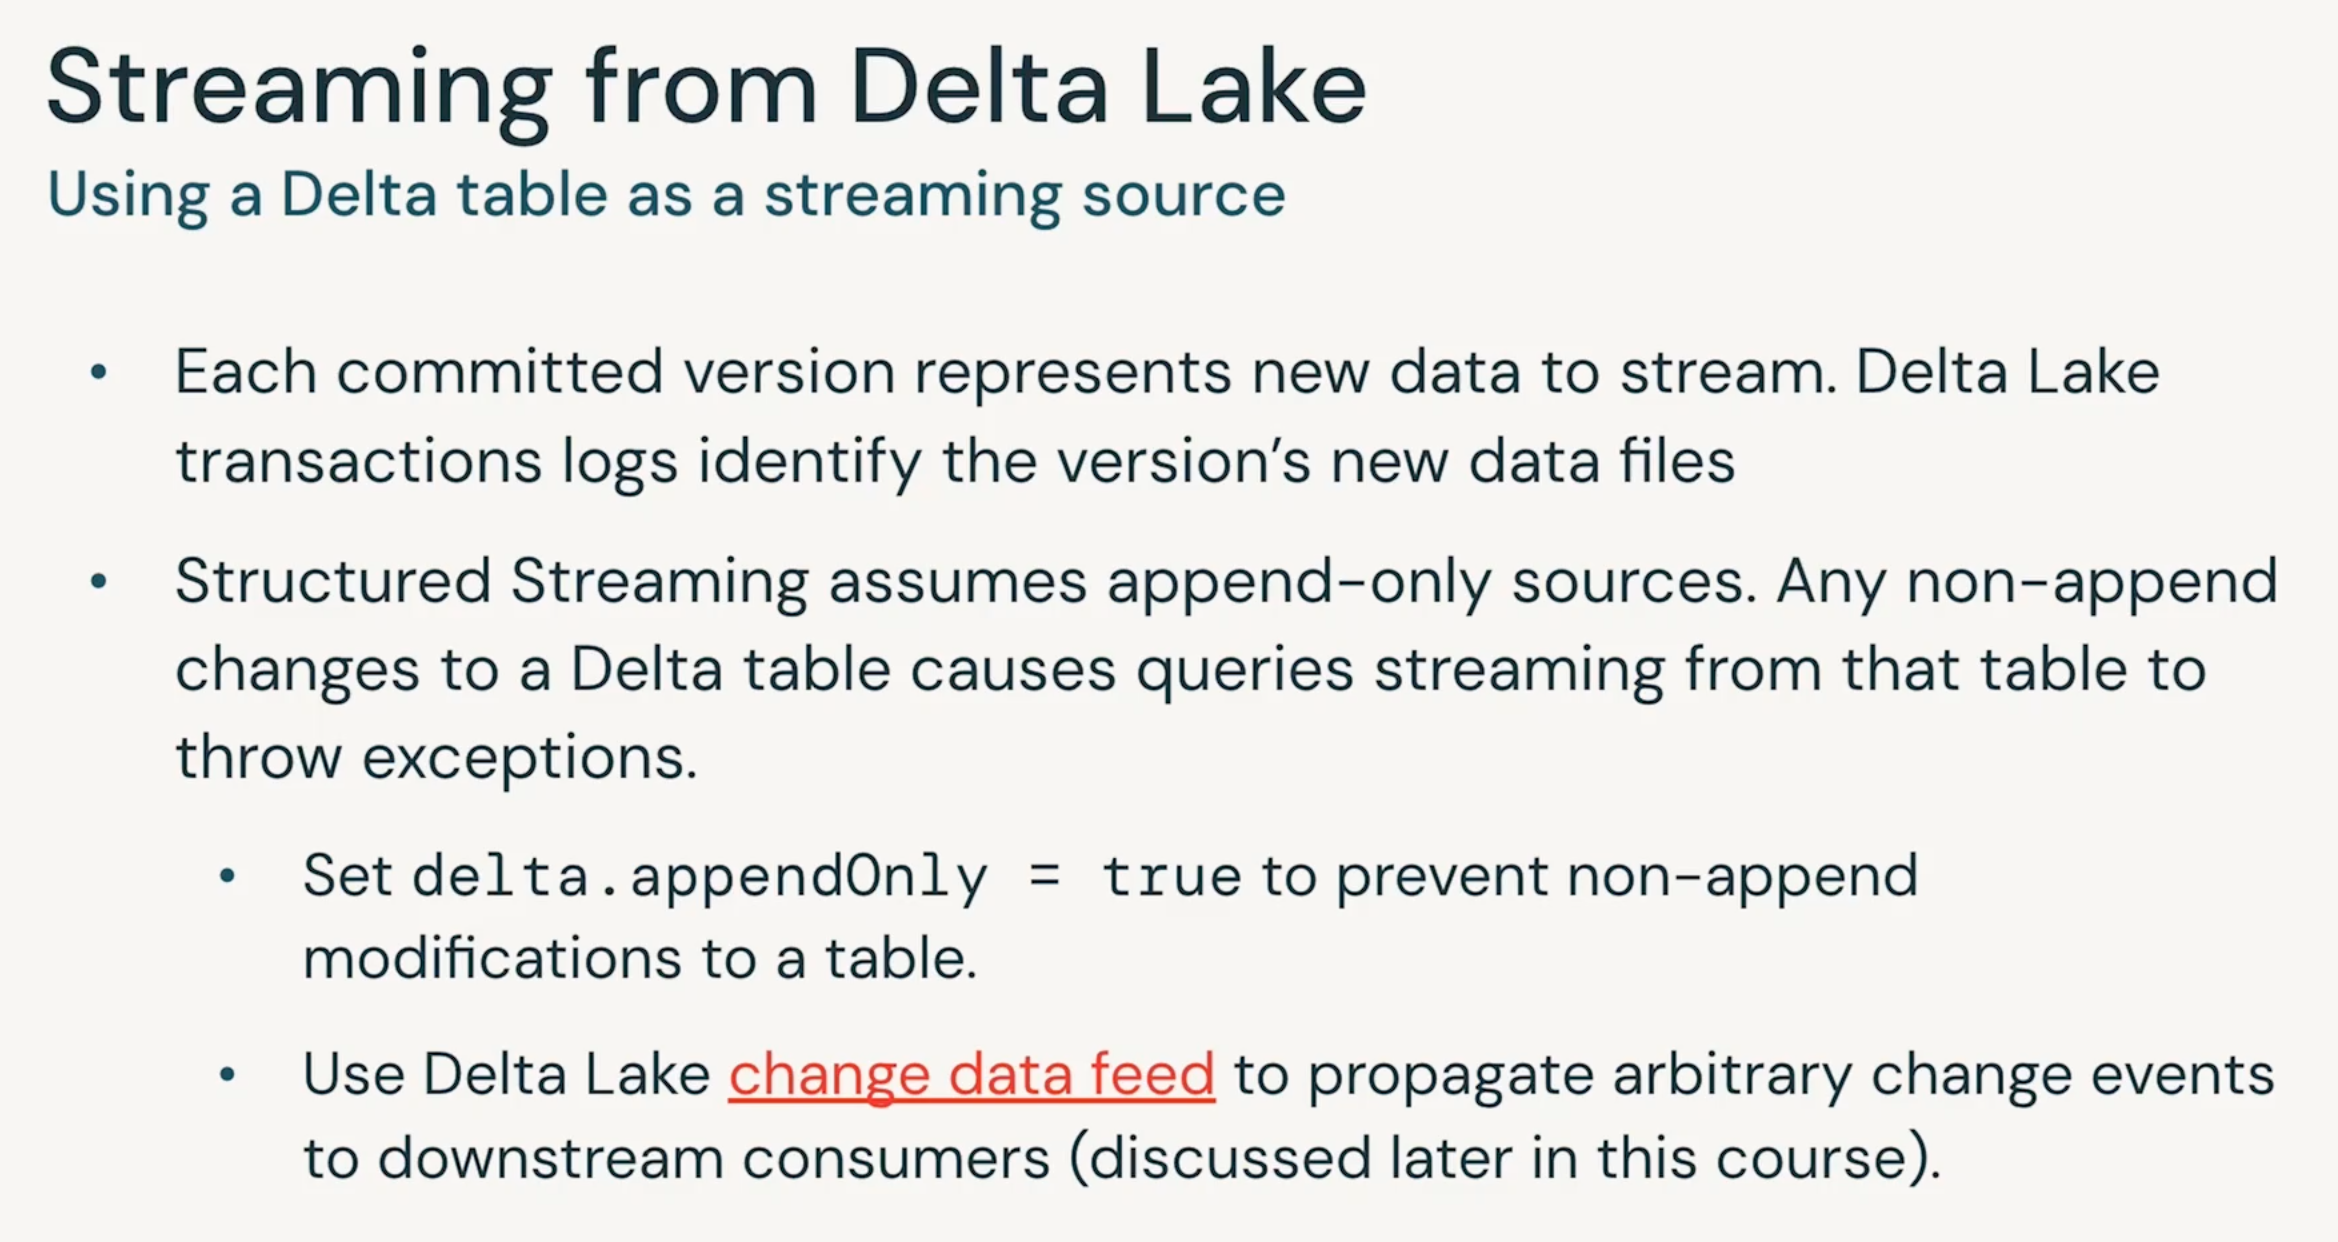 Streaming from Delta Lake
Using a Delta table as a streaming source
• Each committed version represents new data to stream. Delta Lake
transactions logs identify the version’s new data files
• Structured Streaming assumes append-only sources. Any non-append
changes to a Delta table causes queries streaming from that table to
throw exceptions.
• Set delta.appendOnly = true to prevent non-append
modifications to a table.
• Use Delta Lake change data feed to propagate arbitrary change events
to downstream consumers (discussed later in this course).